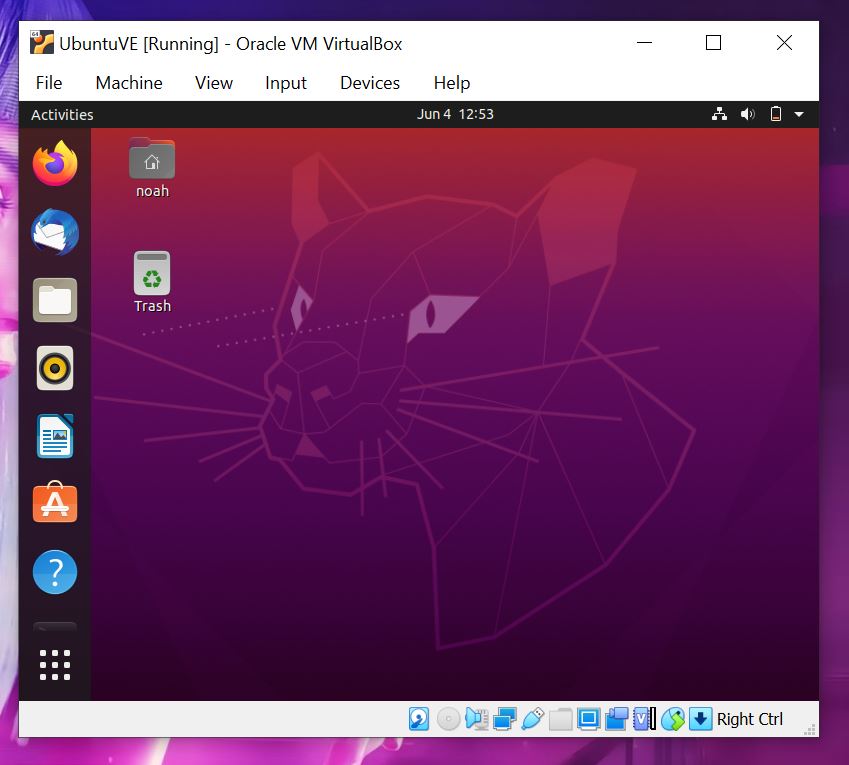 64
UbuntuVE [Running] - Oracle VM VirtualBox
File Machine View Input Devices Help
Activities Jun 4 12:53
noah
Trash
A
?
V
Right Ctrl